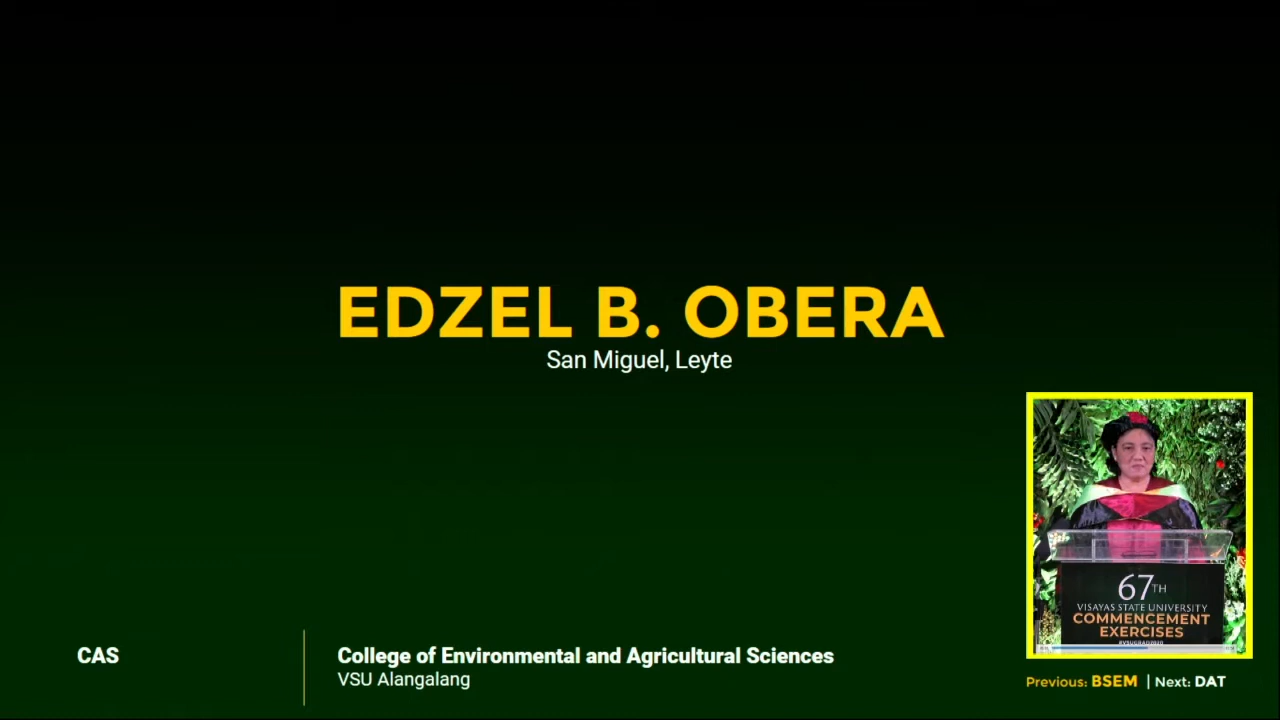 EDZEL B. OBERA
San Miguel, Leyte
67TH
VISAYAS STATE UNIVERSITY
COMMENCEMENT
EXERCISES
CAS
College of Environmental and Agricultural Sciences
VSU Alangalang
Previous: BSEM | Next: DAT